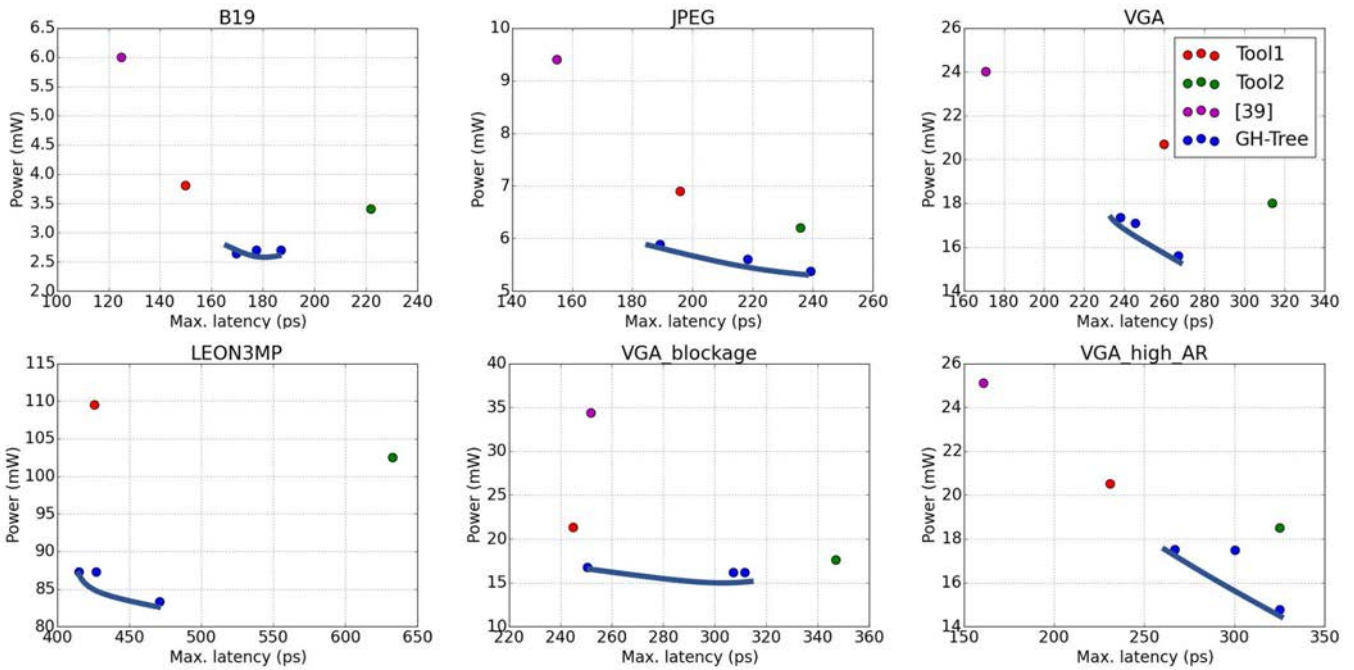 B19
6.5
6.0
5.5
5.0
4.5
4.0
3.5
3.0
2.5
2.0
Power (mW)
100 120 140 160 180 200 220 240
Max. latency (ps)
JPEG
10
9
8
7
6
5
Power (mW)
140 160 180 200 220 240 260
Max. latency (ps)
VGA
26
24
22
20
18
16
14
Power (mW)
160 180 200 220 240 260 280 300 320 340
Max. latency (ps)
Tool1
Tool2
[39]
GH-Tree
LEON3MP
115
110
105
100
95
90
85
80
Power (mW)
400 450 500 550 600 650
Max. latency (ps)
VGA_blockage
40
35
30
25
20
15
10
Power (mW)
220 240 260 280 300 320 340 360
Max. latency (ps)
VGA_high_AR
26
24
22
20
18
16
14
Power (mW)
150 200 250 300 350
Max. latency (ps)